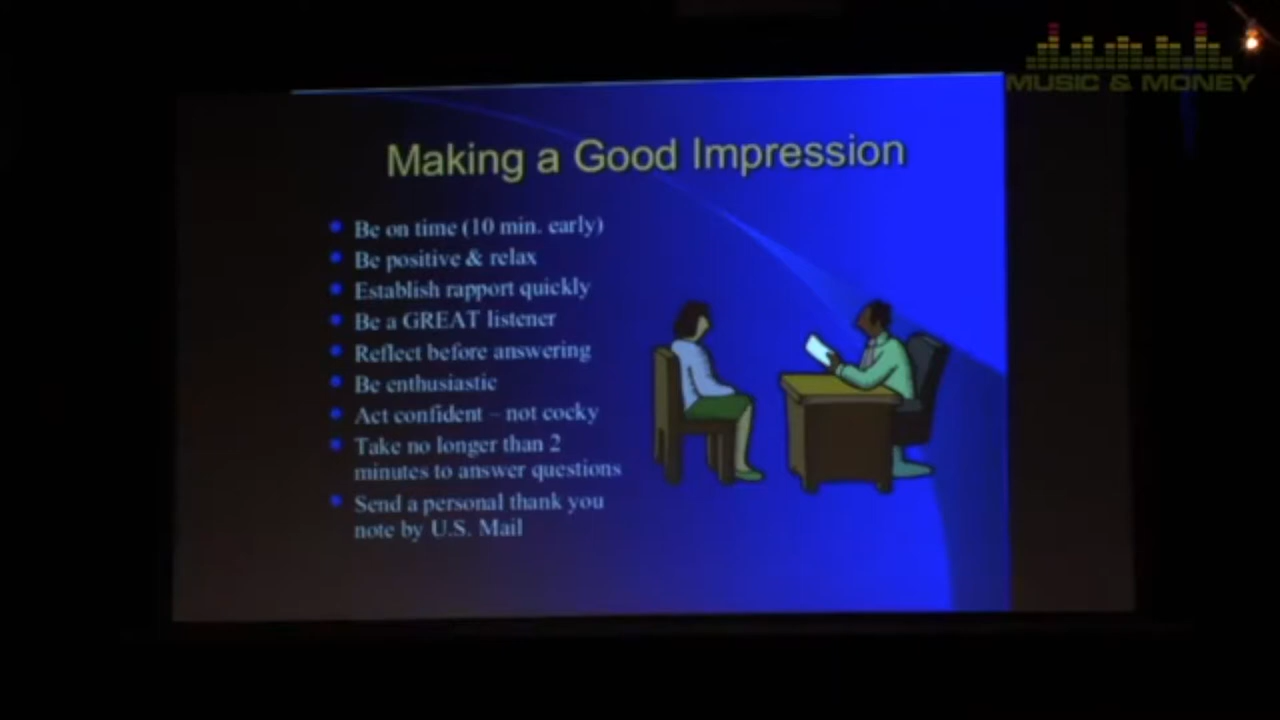 MUSIC & MONEY
Making a Good Impression
Be on time (10 min. early)
Be positive & relax
Establish rapport quickly
Be a GREAT listener
Reflect before answering
Be enthusiastic
Act confident – not cocky
Take no longer than 2
minutes to answer questions
Send a personal thank you
note by U.S. Mail